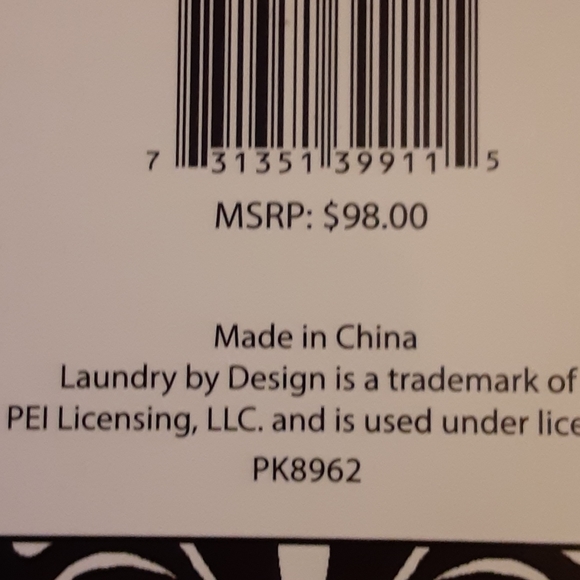 7 31351 39911 5
MSRP: $98.00
Made in China
Laundry by Design is a trademark of
PEI Licensing, LLC. and is used under
PK8962